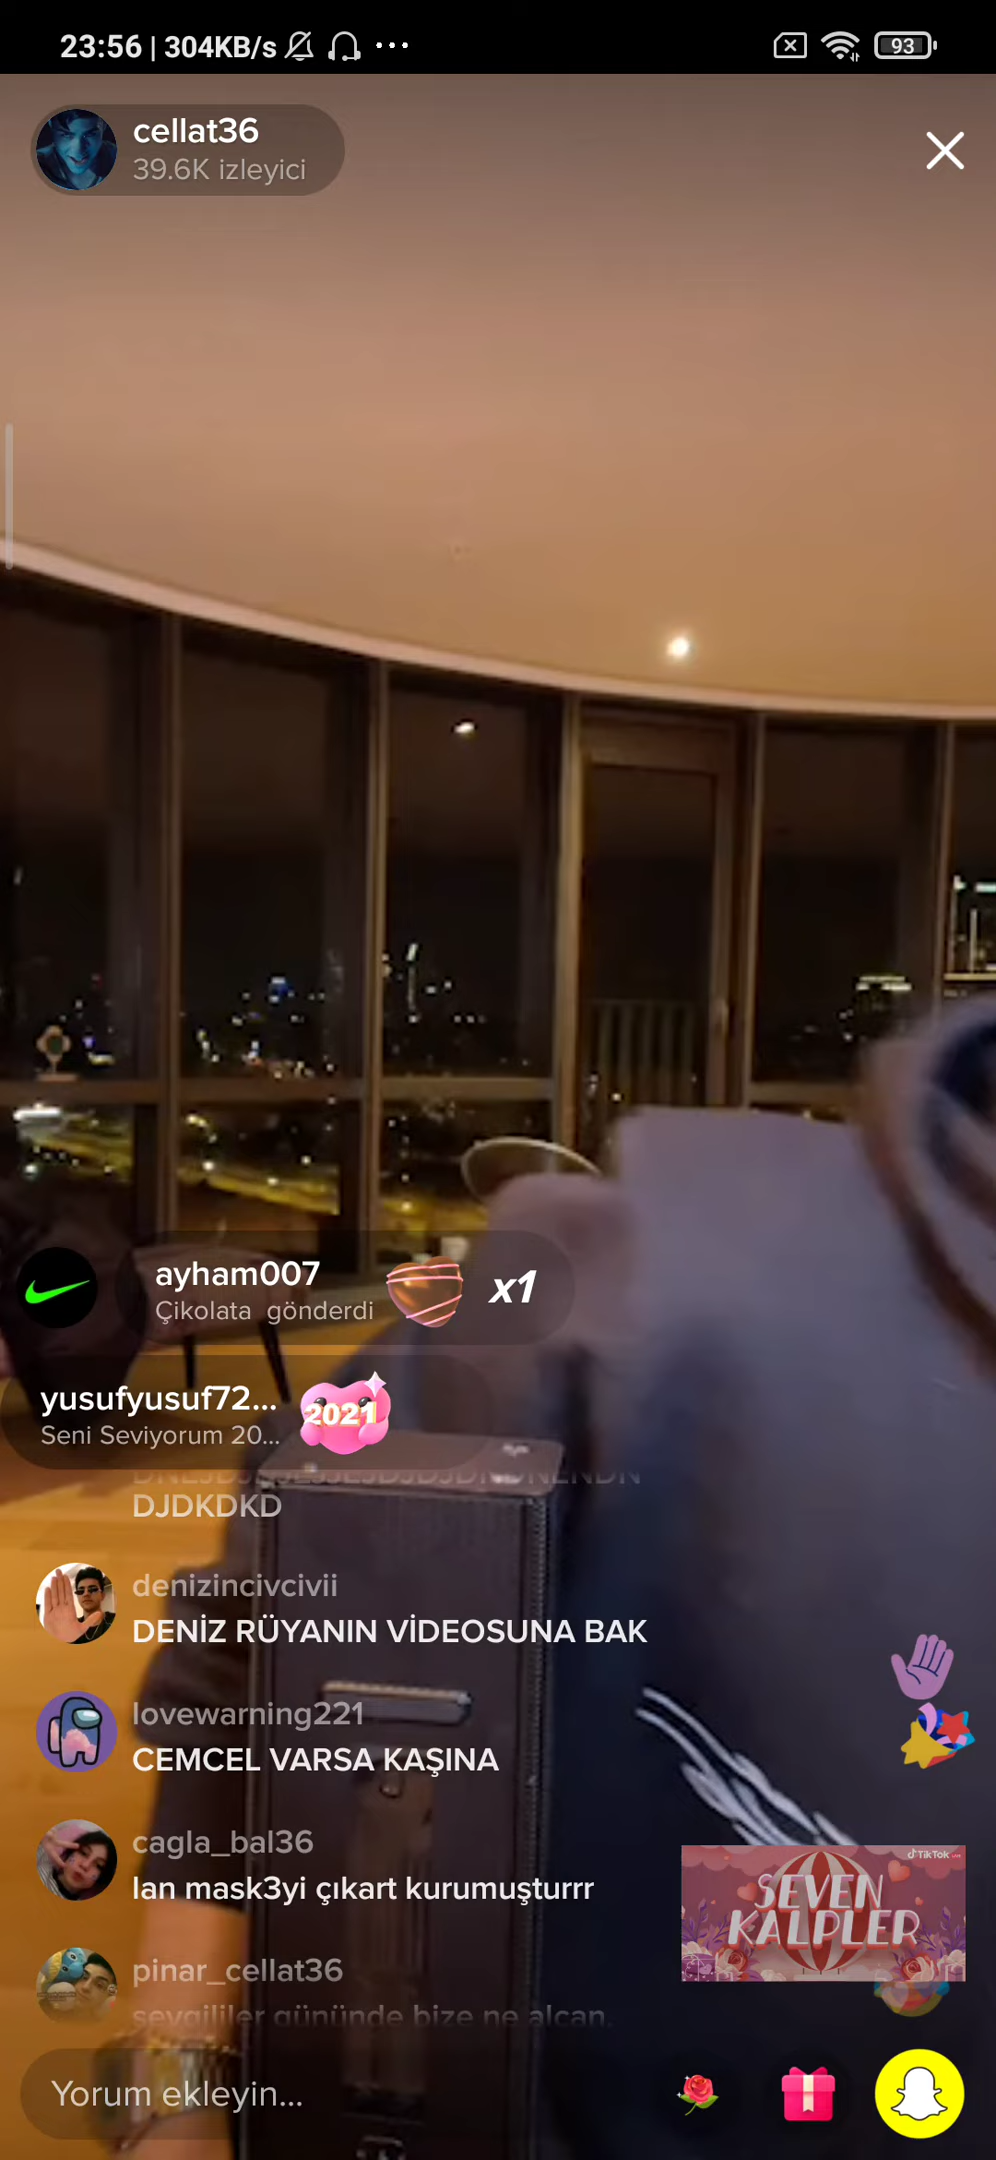 23:56 | 304KB/s
93
cellat36
39.6K izleyici
ayham007
Çikolata gönderdi
x1
yusufyusuf72...
Seni Seviyorum 20...
2021
DJDKDKD
denizincivcivii
DENİZ RÜYANIN VİDEOSUNA BAK
lovewarning221
CEMCEL VARSA KAŞINA
cagla_bal36
lan mask3yi çıkart kurumuşturrr
TikTok LIVE
SEVEN
KALPLER
pinar_cellat36
sevgililer gününde bize ne alcan.
Yorum ekleyin...